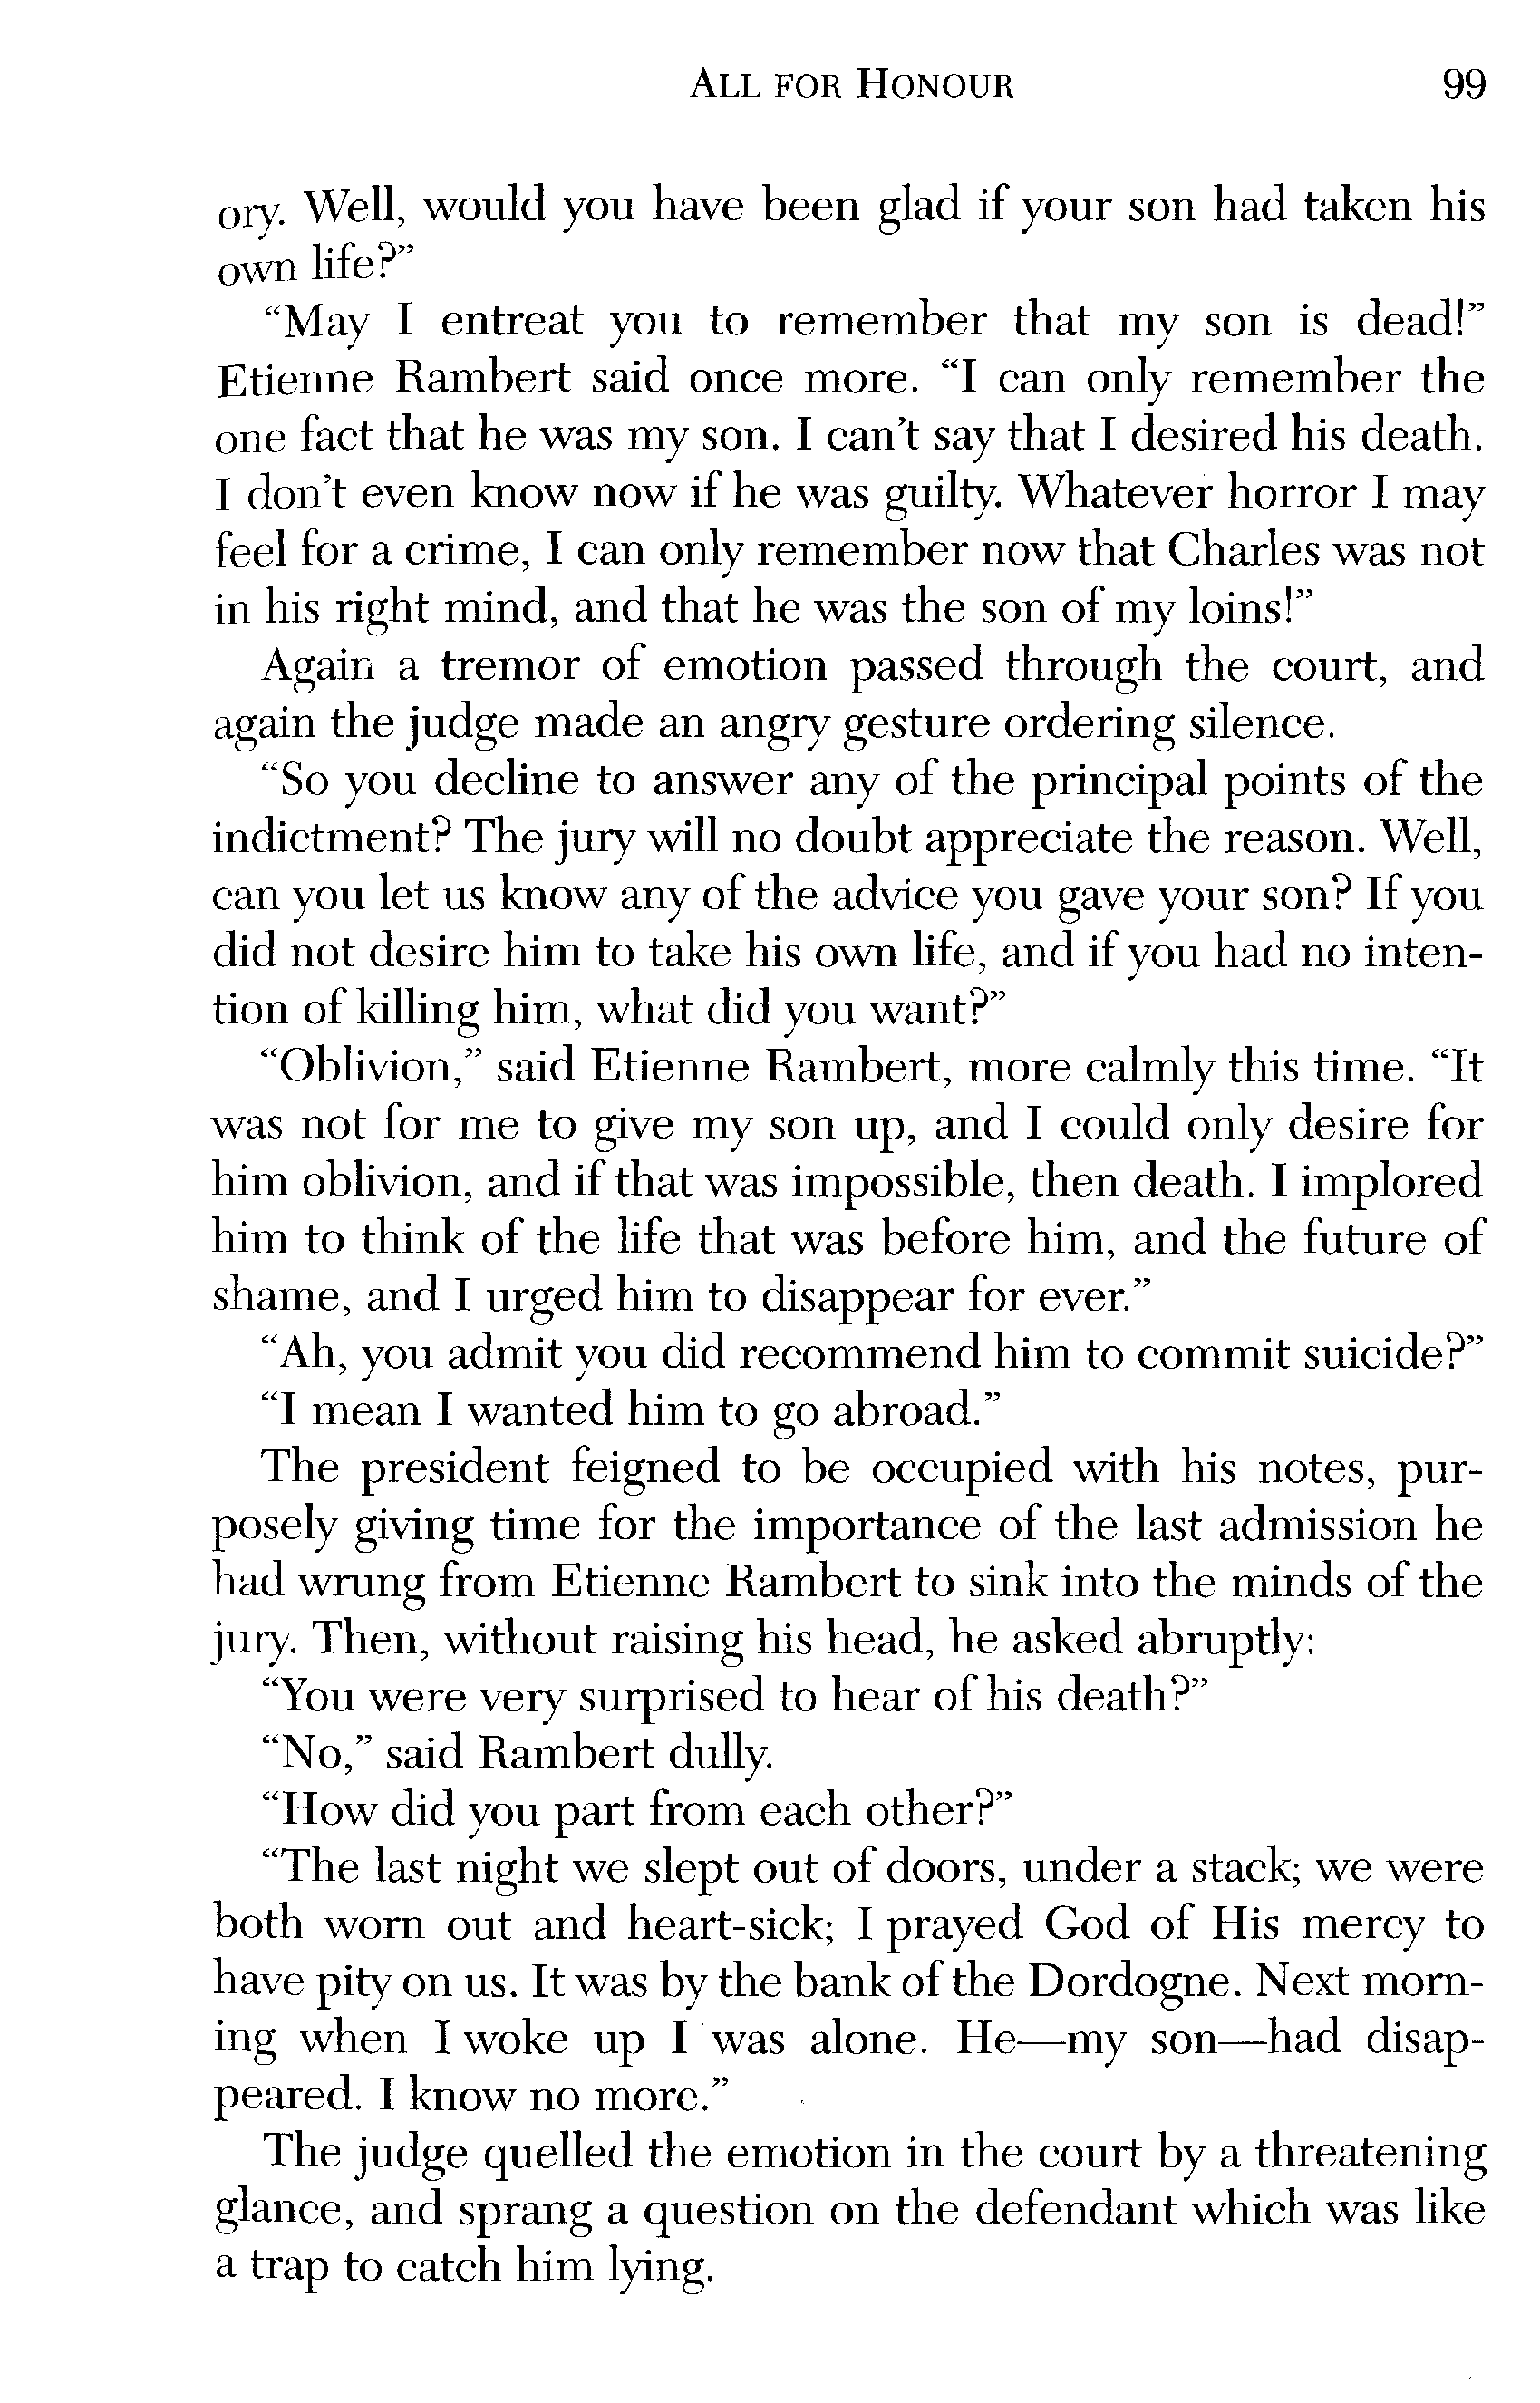 ALL FOR HONOUR 99
ory. Well, would you have been glad if your son had taken his
own life?”
“May I entreat you to remember that my son is dead!”
Etienne Rambert said once more. “I can only remember the
one fact that he was my son. I can’t say that I desired his death.
I don’t even know now if he was guilty. Whatever horror I may
feel for a crime, I can only remember now that Charles was not
in his right mind, and that he was the son of my loins!”
Again a tremor of emotion passed through the court, and
again the judge made an angry gesture ordering silence.
“So you decline to answer any of the principal points of the
indictment? The jury will no doubt appreciate the reason. Well,
can you let us know any of the advice you gave your son? If you
did not desire him to take his own life, and if you had no inten-
tion of killing him, what did you want?”
“Oblivion,” said Etienne Rambert, more calmly this time. “It
was not for me to give my son up, and I could only desire for
him oblivion, and if that was impossible, then death. I implored
him to think of the life that was before him, and the future of
shame, and I urged him to disappear for ever.”
“Ah, you admit you did recommend him to commit suicide?”
“I mean I wanted him to go abroad.”
The president feigned to be occupied with his notes, pur-
posely giving time for the importance of the last admission he
had wrung from Etienne Rambert to sink into the minds of the
jury. Then, without raising his head, he asked abruptly:
“You were very surprised to hear of his death?”
“No,” said Rambert dully.
“How did you part from each other?”
“The last night we slept out of doors, under a stack; we were
both worn out and heart-sick; I prayed God of His mercy to
have pity on us. It was by the bank of the Dordogne. Next morn-
ing when I woke up I was alone. He—my son—had disap-
peared. I know no more.”
The judge quelled the emotion in the court by a threatening
glance, and sprang a question on the defendant which was like
a trap to catch him lying.